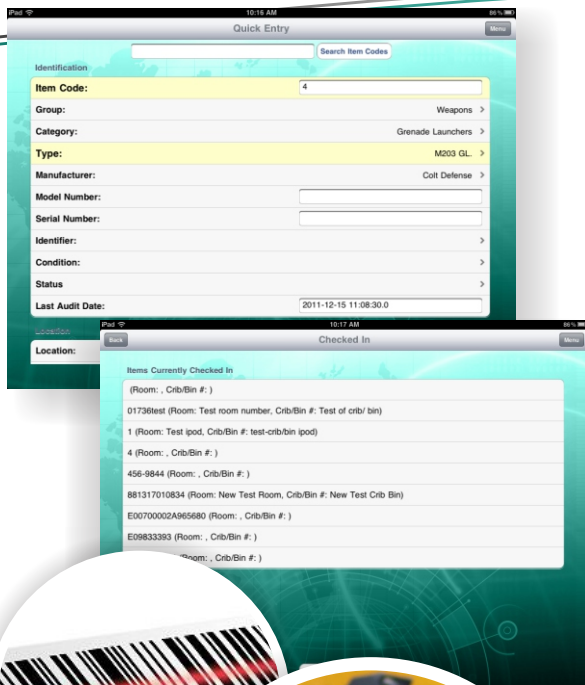 iPad 10:16 AM 86%
Quick Entry Menu
Search Item Codes
Identification
Item Code: 4
Group: Weapons >
Category: Grenade Launchers >
Type: M203 GL. >
Manufacturer: Colt Defense >
Model Number:
Serial Number:
Identifier: >
Condition: >
Status >
Last Audit Date: 2011-12-15 11:08:30.0
Location
Location:
iPad 10:17 AM 86%
Back Checked In Menu
Items Currently Checked In
(Room: , Crib/Bin #: )
01736test (Room: Test room number, Crib/Bin #: Test of crib/ bin)
1 (Room: Test ipod, Crib/Bin #: test-crib/bin ipod)
4 (Room: , Crib/Bin #: )
456-9844 (Room: , Crib/Bin #: )
881317010834 (Room: New Test Room, Crib/Bin #: New Test Crib Bin)
E00700002A965680 (Room: , Crib/Bin #: )
E09833393 (Room: , Crib/Bin #: )
Room: , Crib/Bin #: )